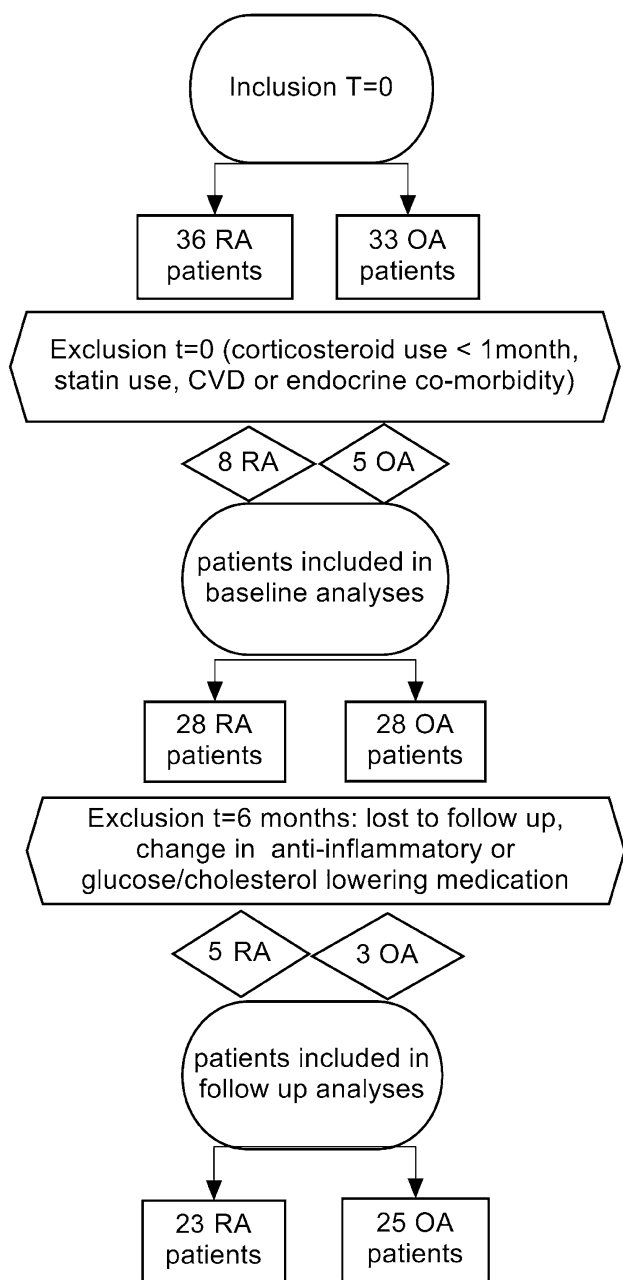 Inclusion T=0
36 RA
patients
33 OA
patients
Exclusion t=0 (corticosteroid use < 1month,
statin use, CVD or endocrine co-morbidity)
8 RA
5 OA
patients included in
baseline analyses
28 RA
patients
28 OA
patients
Exclusion t=6 months: lost to follow up,
change in anti-inflammatory or
glucose/cholesterol lowering medication
5 RA
3 OA
patients included in
follow up analyses
23 RA
patients
25 OA
patients